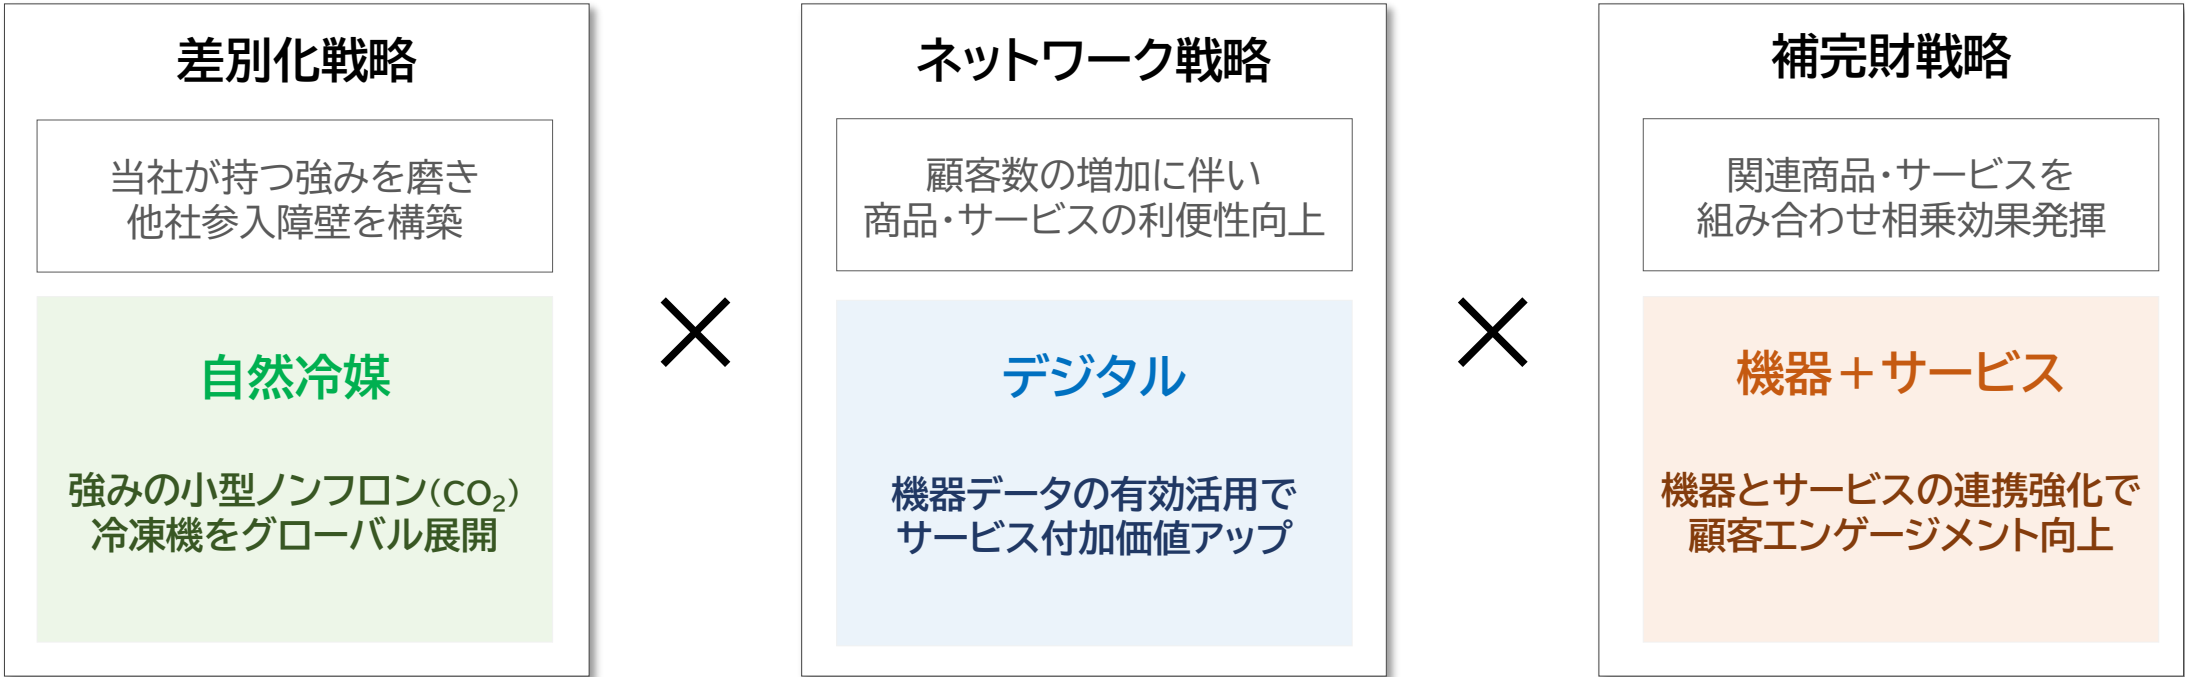 差別化戦略
当社が持つ強みを磨き
他社参入障壁を構築
自然冷媒
強みの小型ノンフロン(CO₂)
冷凍機をグローバル展開
×
ネットワーク戦略
顧客数の増加に伴い
商品・サービスの利便性向上
デジタル
機器データの有効活用で
サービス付加価値アップ
×
補完財戦略
関連商品・サービスを
組み合わせ相乗効果発揮
機器＋サービス
機器とサービスの連携強化で
顧客エンゲージメント向上